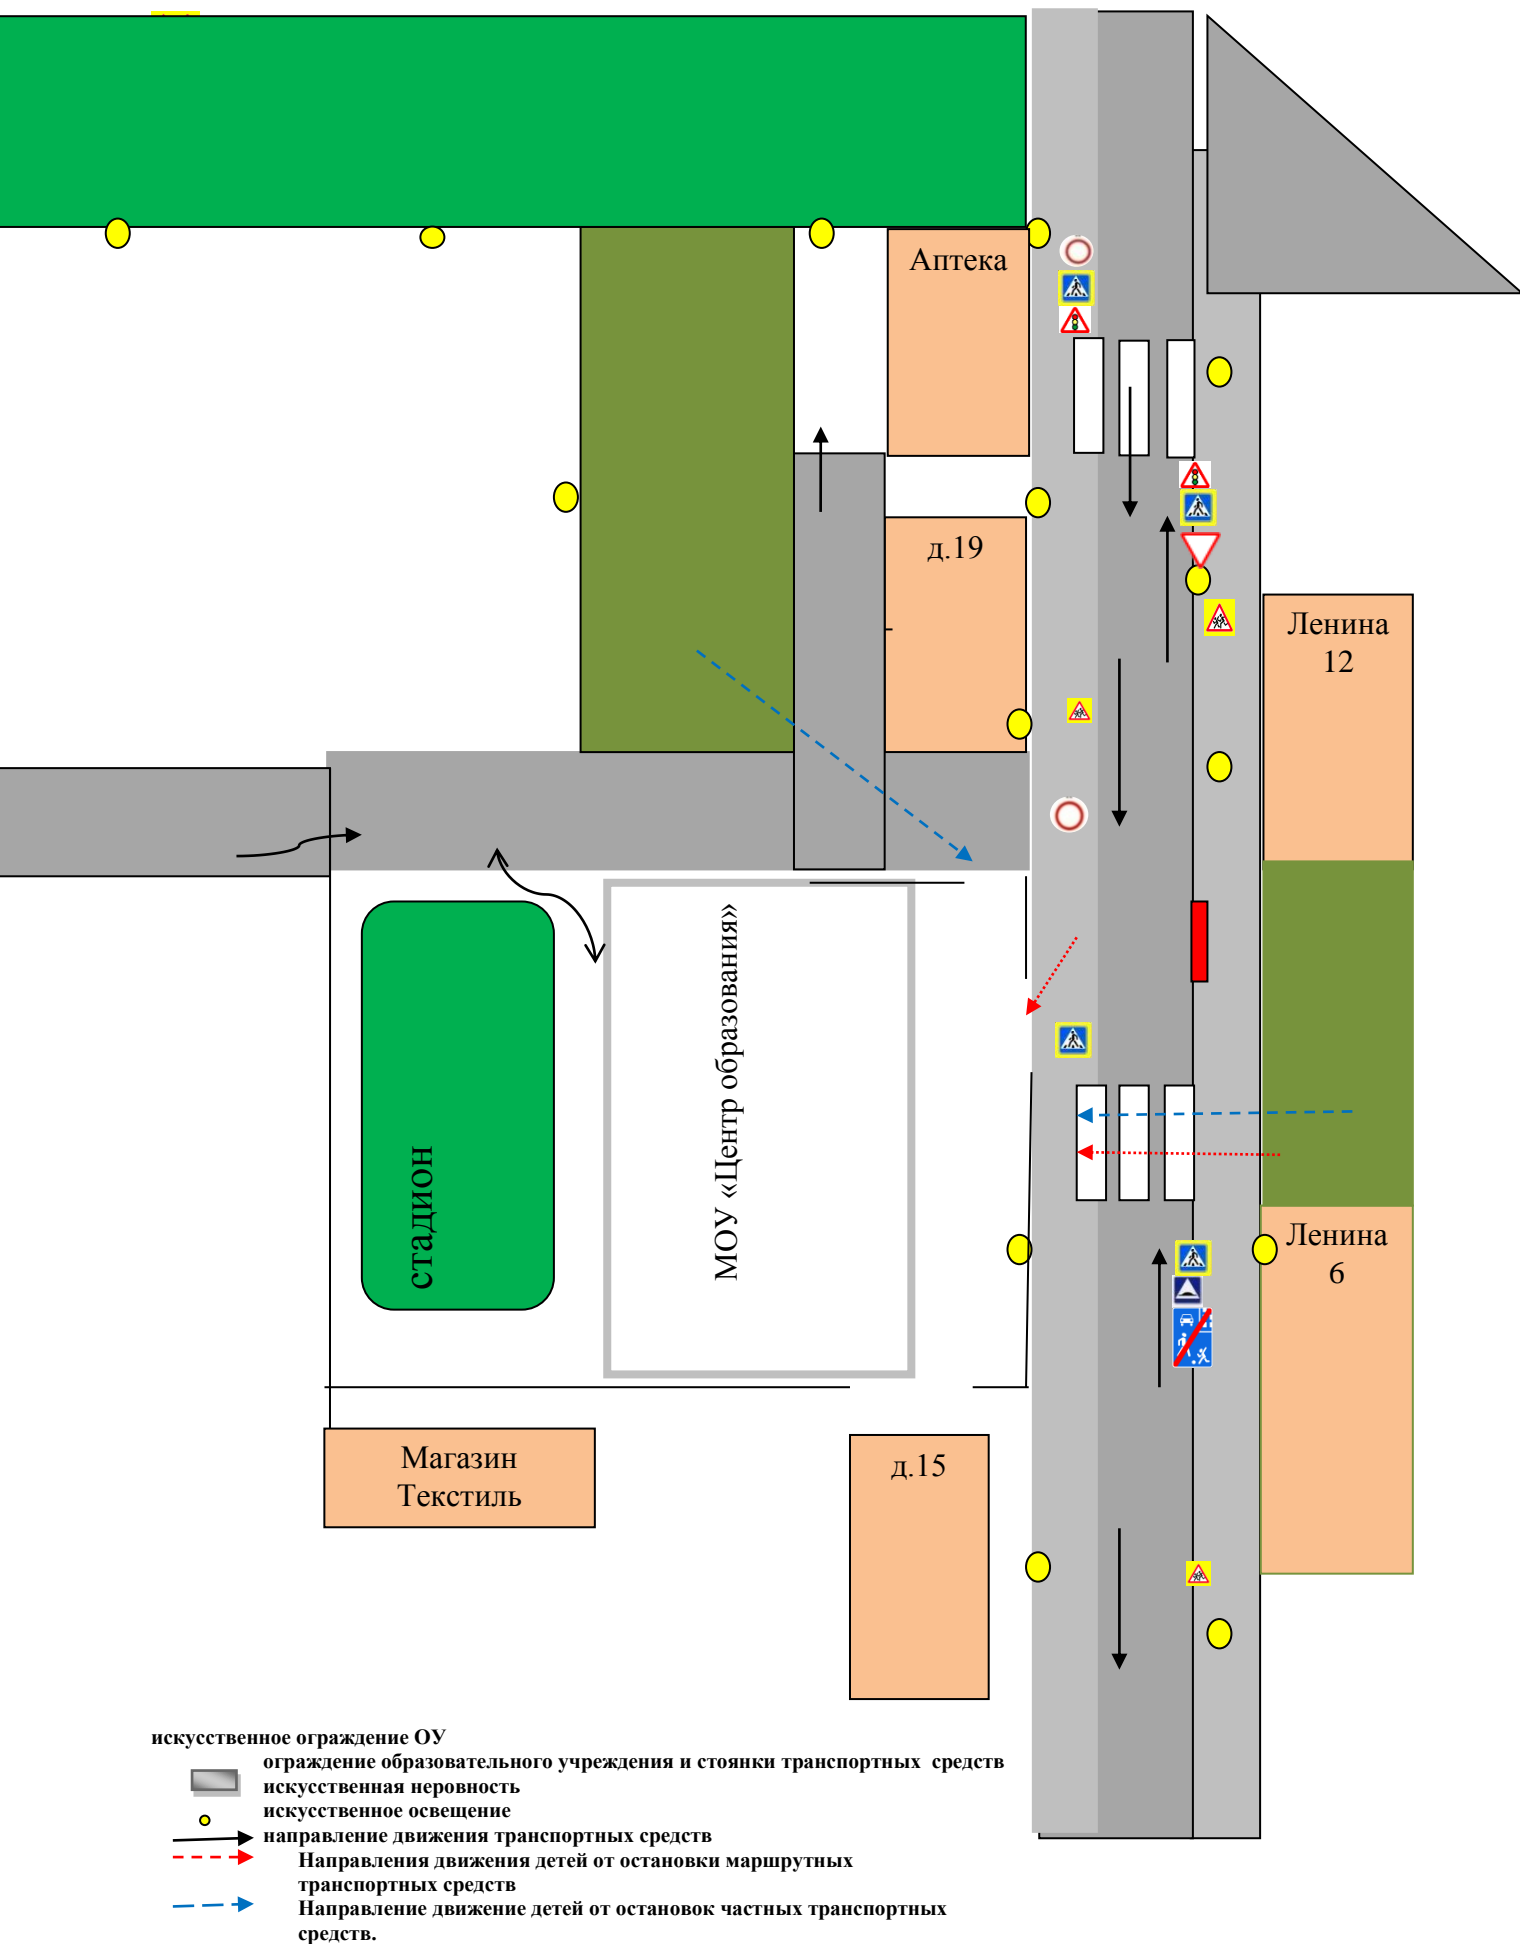 Аптека
д.19
Ленина
12
МОУ «Центр образования»
стадион
Ленина
6
Магазин
Текстиль
д.15
искусственное ограждение ОУ
ограждение образовательного учреждения и стоянки транспортных средств
искусственная неровность
искусственное освещение
направление движения транспортных средств
Направления движения детей от остановки маршрутных
транспортных средств
Направление движение детей от остановок частных транспортных
средств.